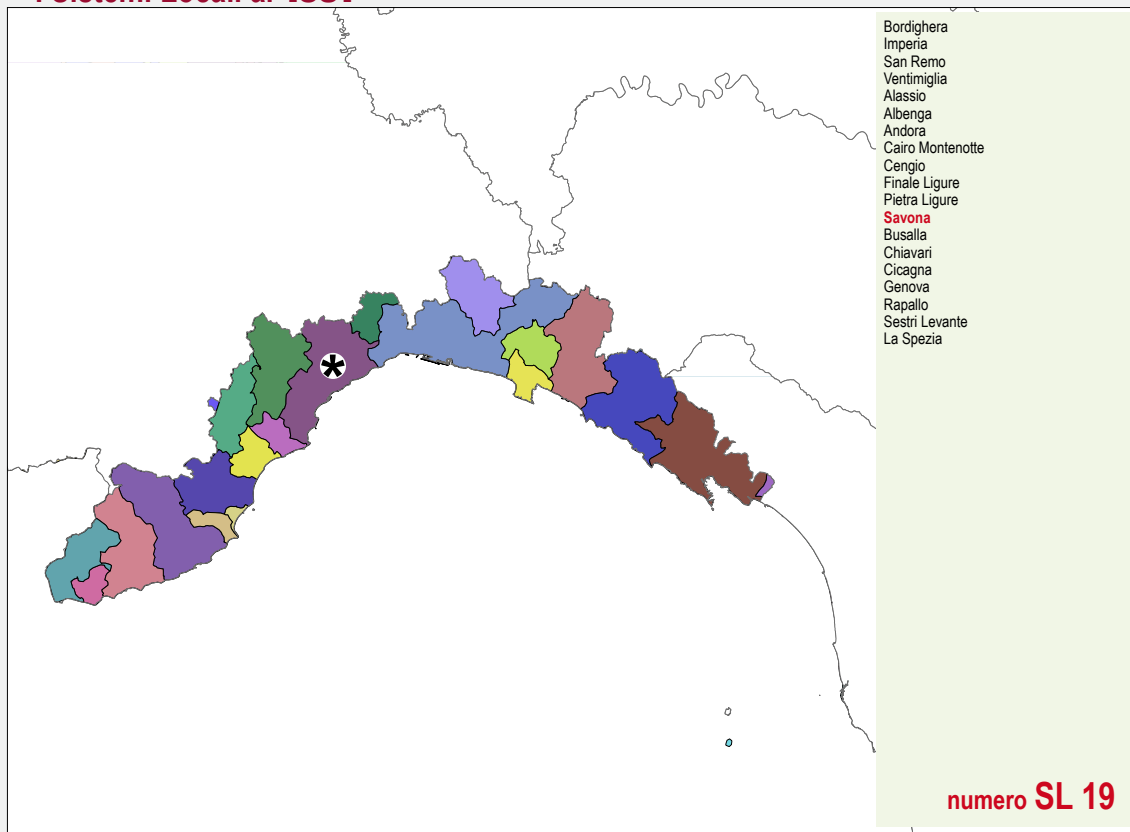 Bordighera
Imperia
San Remo
Ventimiglia
Alassio
Albenga
Andora
Cairo Montenotte
Cengio
Finale Ligure
Pietra Ligure
Savona
Busalla
Chiavari
Cicagna
Genova
Rapallo
Sestri Levante
La Spezia
numero SL 19